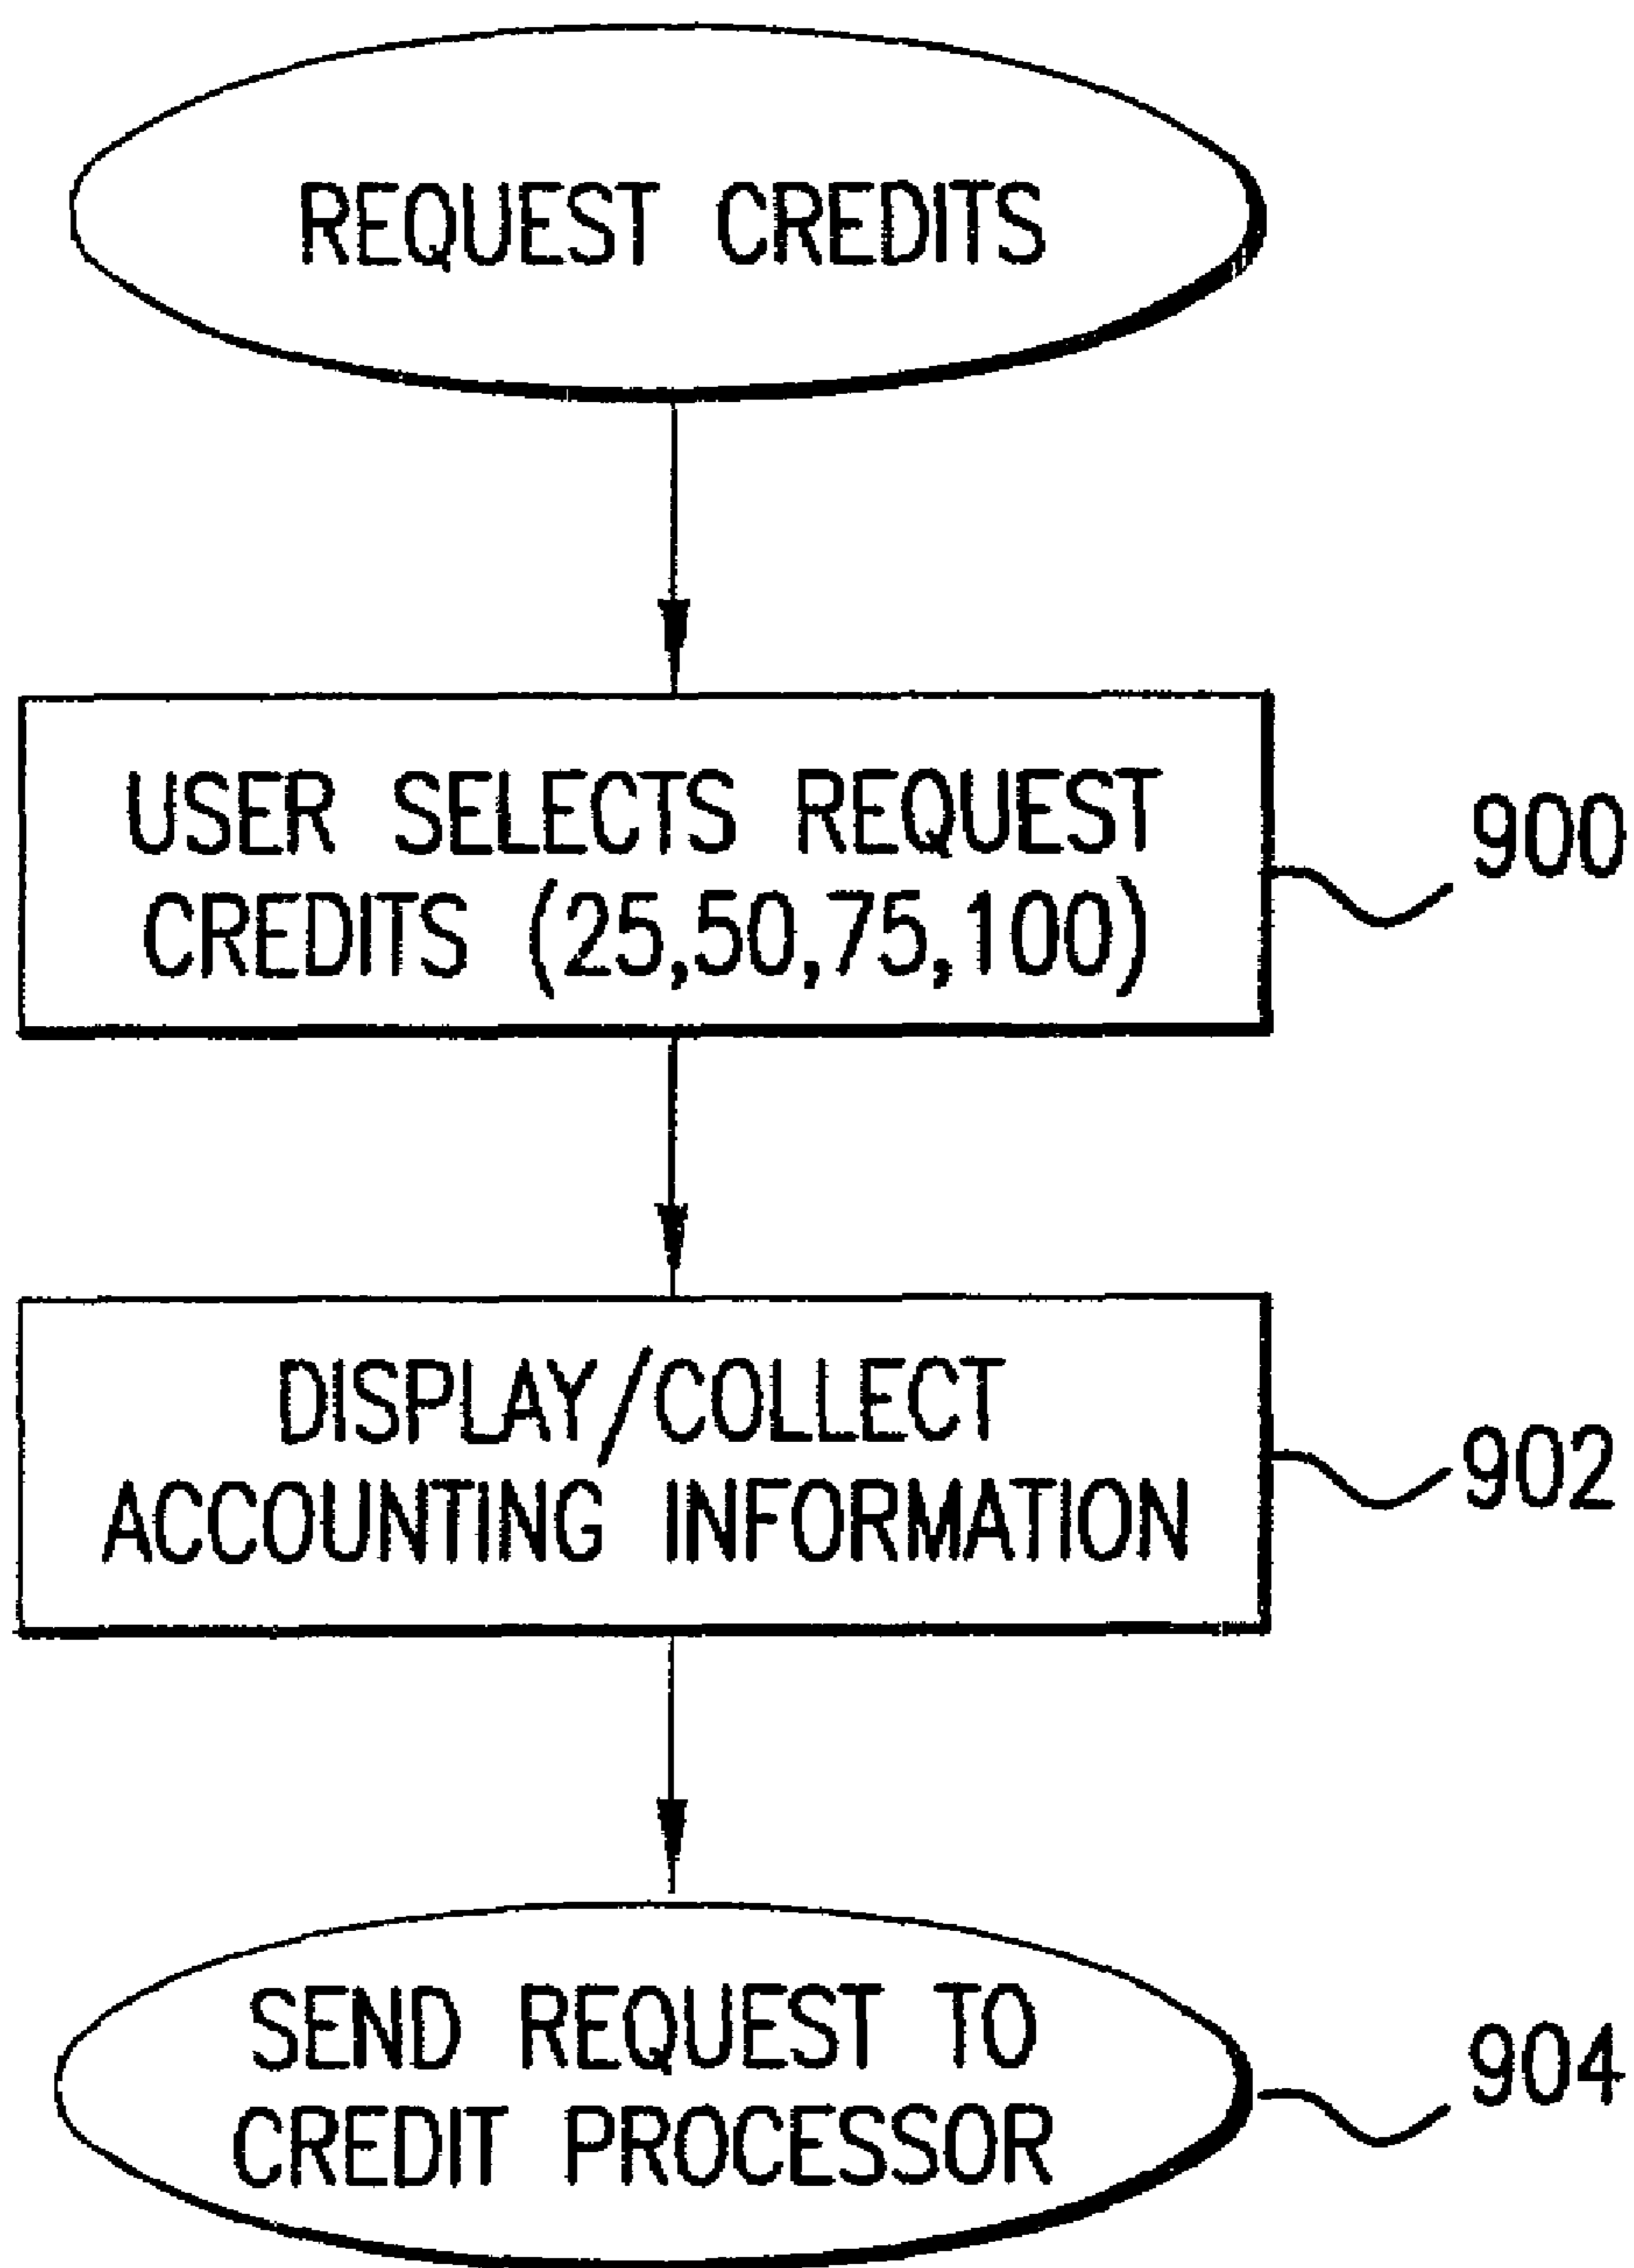 REQUEST CREDITS
USER SELECTS REQUEST
CREDITS (25,50,75,100)
900
DISPLAY/COLLECT
ACCOUNTING INFORMATION
902
SEND REQUEST TO
CREDIT PROCESSOR
904